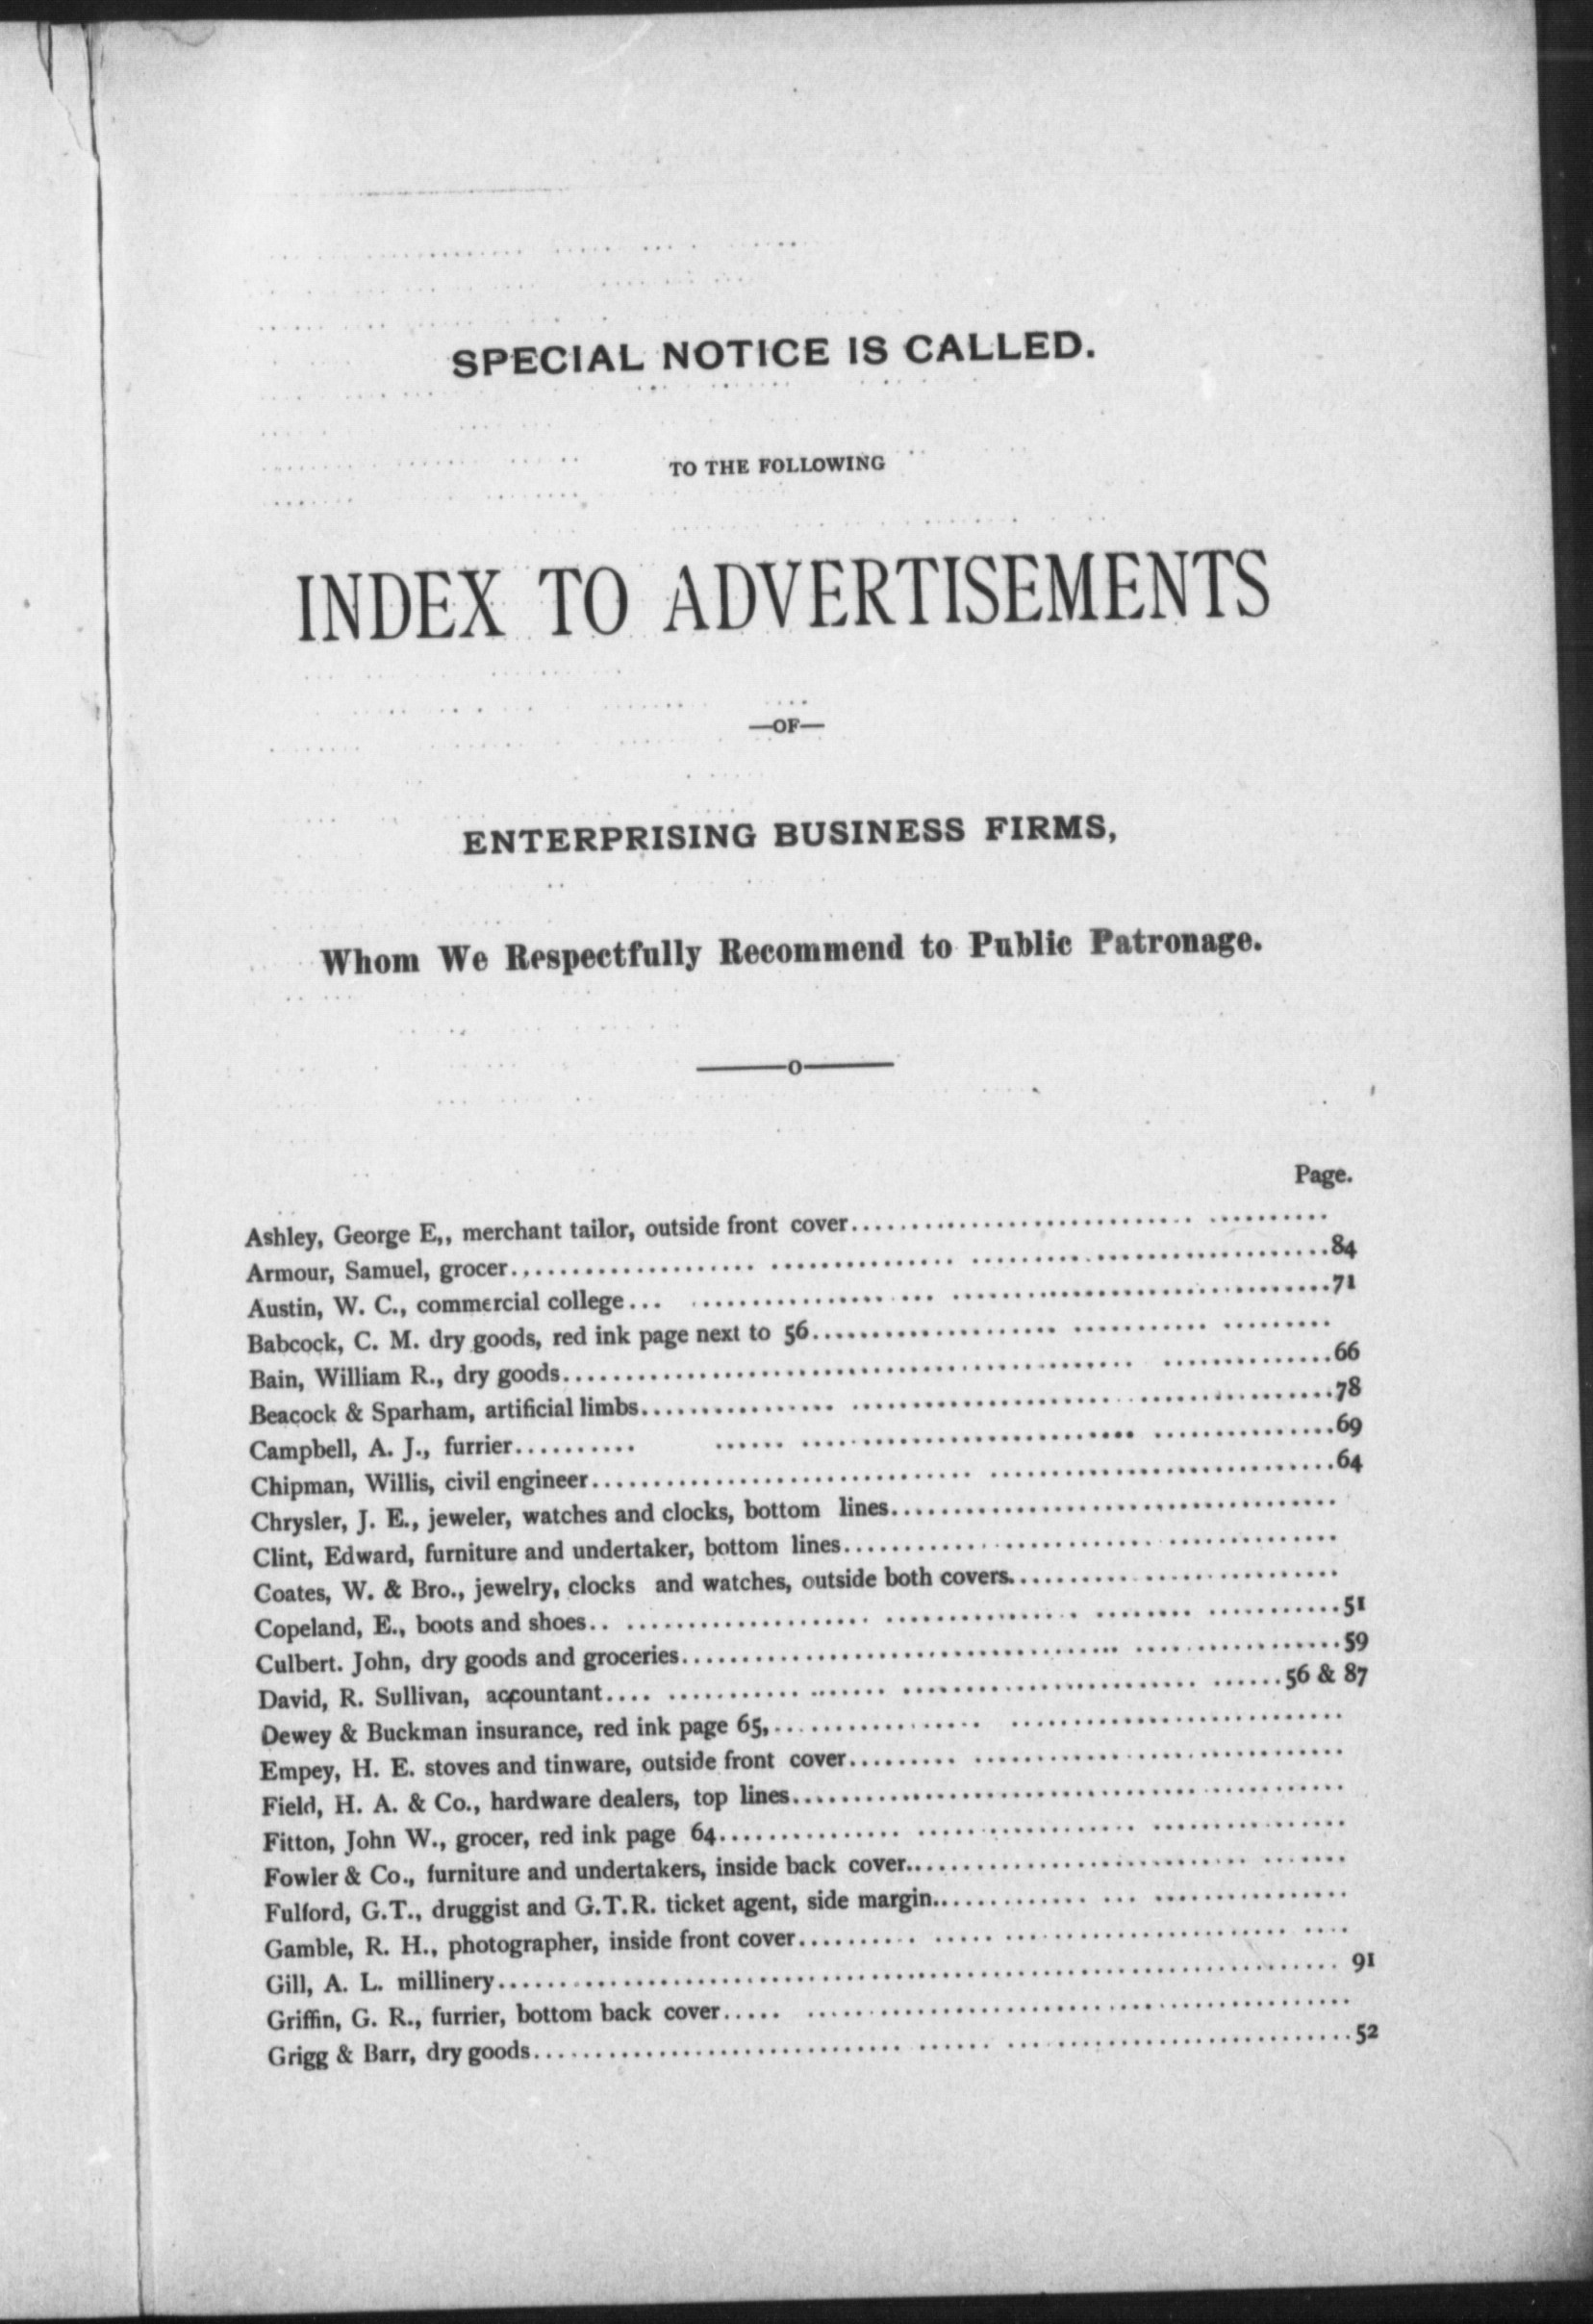 SPECIAL NOTICE IS CALLED.
TO THE FOLLOWING
INDEX TO ADVERTISEMENTS
—OF—
ENTERPRISING BUSINESS FIRMS,
Whom We Respectfully Recommend to Public Patronage.
———o———
Page.
Ashley, George E,, merchant tailor, outside front cover........................................
Armour, Samuel, grocer........................................84
Austin, W. C., commercial college........................................71
Babcock, C. M. dry goods, red ink page next to 56........................................
Bain, William R., dry goods........................................66
Beacock & Sparham, artificial limbs........................................78
Campbell, A. J., furrier........................................69
Chipman, Willis, civil engineer........................................64
Chrysler, J. E., jeweler, watches and clocks, bottom lines........................................
Clint, Edward, furniture and undertaker, bottom lines........................................
Coates, W. & Bro., jewelry, clocks and watches, outside both covers........................................
Copeland, E., boots and shoes........................................51
Culbert. John, dry goods and groceries........................................59
David, R. Sullivan, accountant........................................56 & 87
Dewey & Buckman insurance, red ink page 65,........................................
Empey, H. E. stoves and tinware, outside front cover........................................
Field, H. A. & Co., hardware dealers, top lines........................................
Fitton, John W., grocer, red ink page 64........................................
Fowler & Co., furniture and undertakers, inside back cover........................................
Fulford, G.T., druggist and G.T.R. ticket agent, side margin........................................
Gamble, R. H., photographer, inside front cover........................................
Gill, A. L. millinery........................................ 91
Griffin, G. R., furrier, bottom back cover........................................
Grigg & Barr, dry goods........................................52